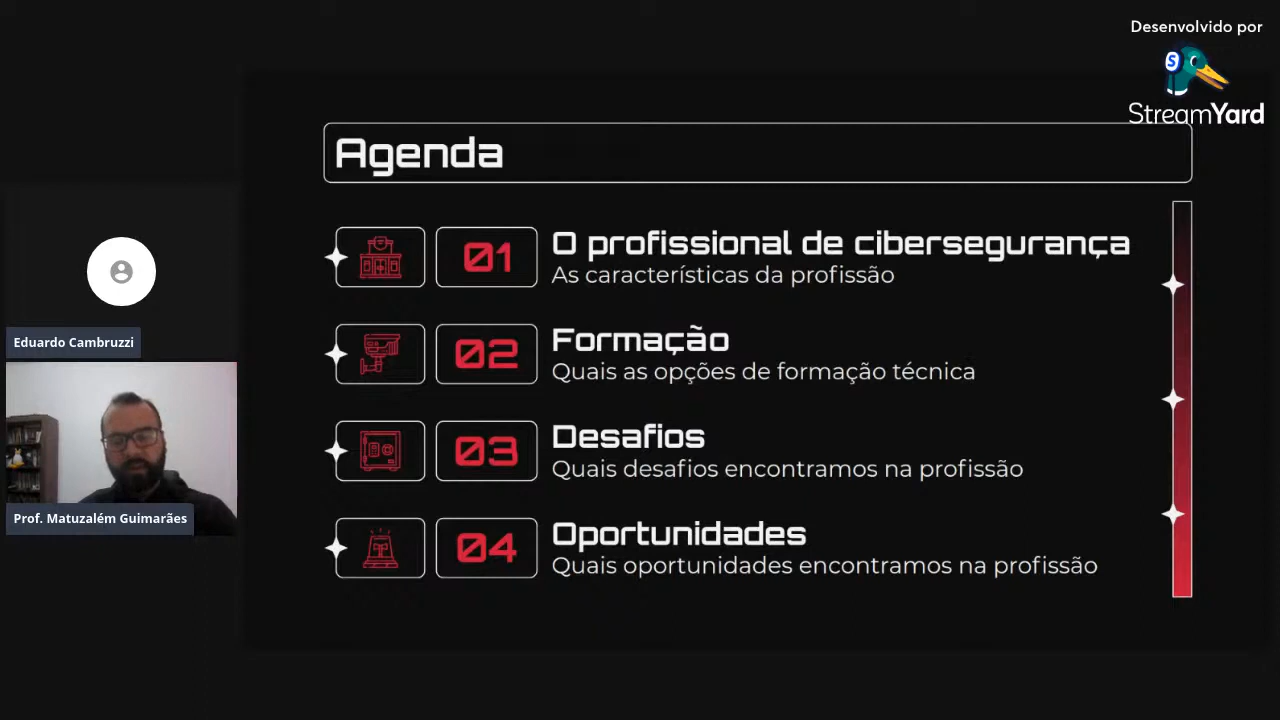 Desenvolvido por
StreamYard
Agenda
01
O profissional de cibersegurança
As características da profissão
02
Formação
Quais as opções de formação técnica
03
Desafios
Quais desafios encontramos na profissão
04
Oportunidades
Quais oportunidades encontramos na profissão
Eduardo Cambruzzi
Prof. Matuzalém Guimarães